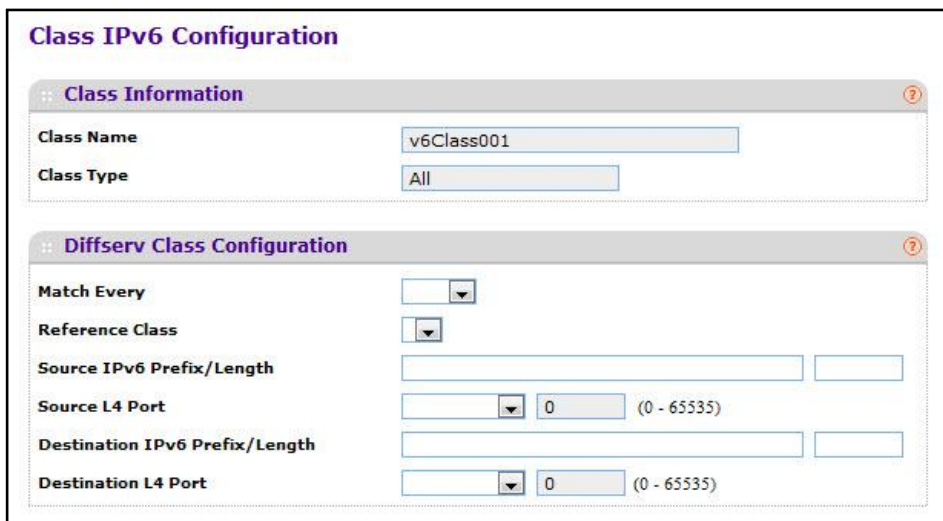 Class IPv6 Configuration
Class Information
?
Class Name v6Class001
Class Type All
Diffserv Class Configuration
?
Match Every
Reference Class
Source IPv6 Prefix/Length
Source L4 Port 0 (0 - 65535)
Destination IPv6 Prefix/Length
Destination L4 Port 0 (0 - 65535)